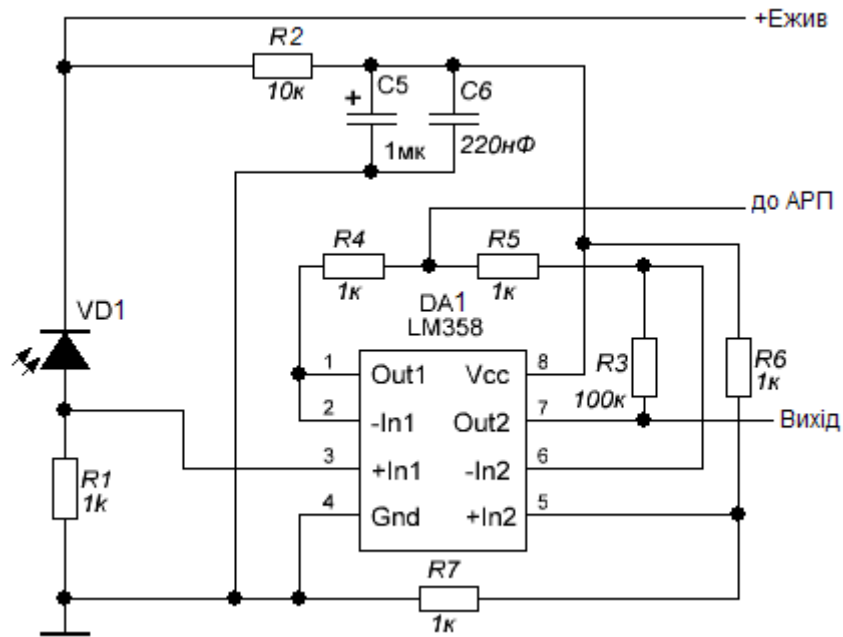 +Eжив
R2
10к
C5
C6
+
1мк
220нФ
до АРП
R4
R5
1к
1к
DA1
LM358
VD1
1
Out1
Vcc
8
R3
100к
R6
1к
2
-In1
Out2
7
Вихід
3
+In1
-In2
6
R1
1k
4
Gnd
+In2
5
R7
1к